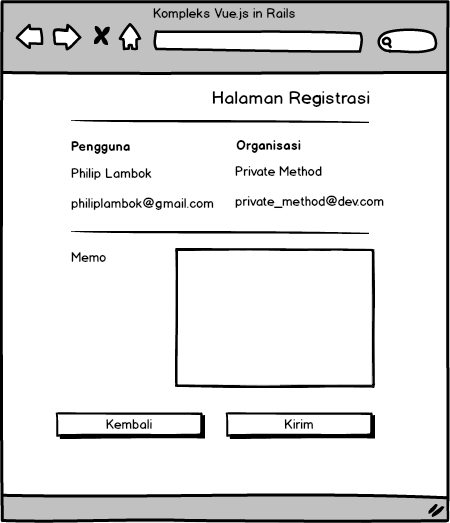 Kompleks Vue.js in Rails
Halaman Registrasi
Pengguna
Philip Lambok
philiplambok@gmail.com
Organisasi
Private Method
private_method@dev.com
Memo
Kembali
Kirim